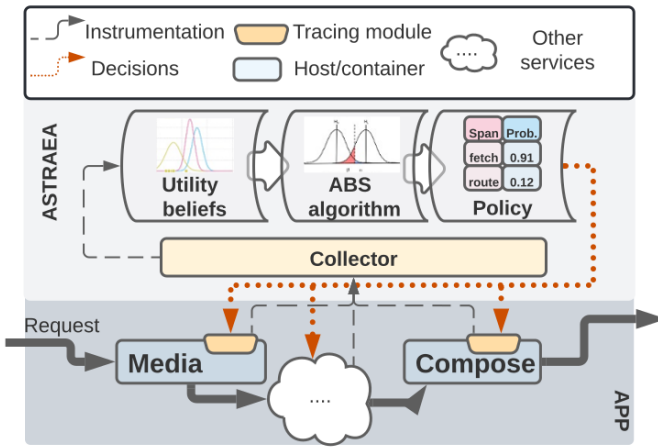 Instrumentation
Tracing module
....
Other
services
Decisions
Host/container
ASTRAEA
Utility
beliefs
ABS
algorithm
Span Prob.
fetch 0.91
route 0.12
Policy
Collector
Request
Media
....
Compose
APP